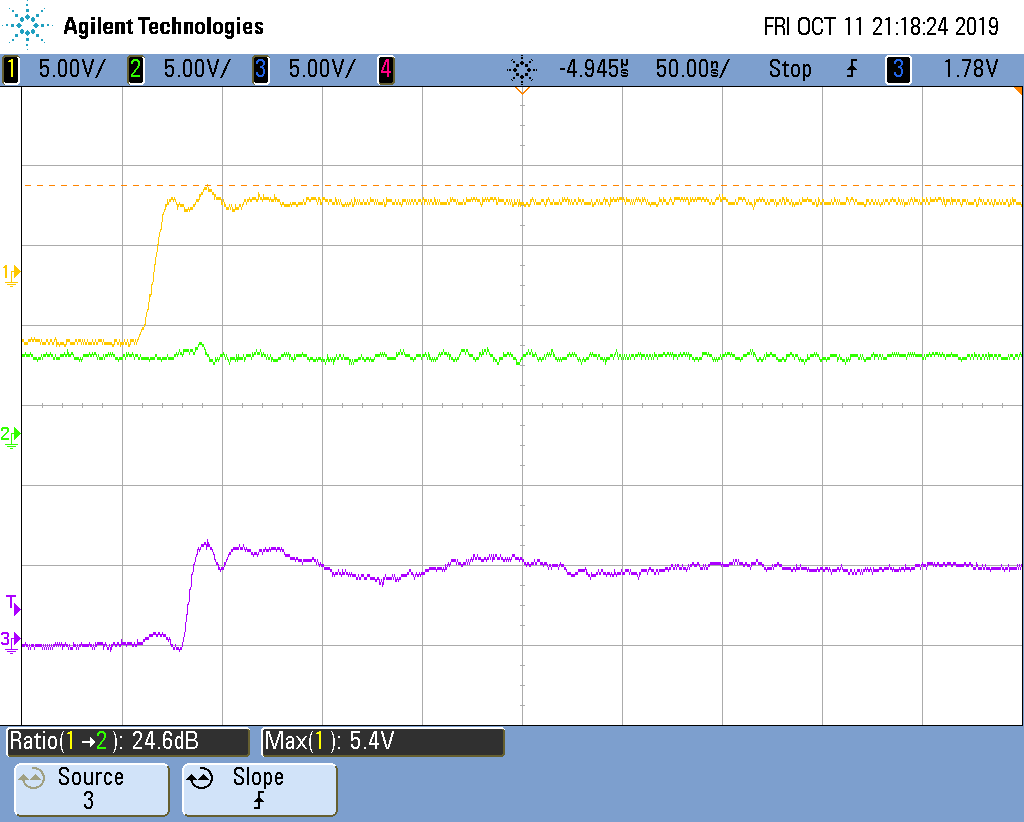 Agilent Technologies FRI OCT 11 21:18:24 2019
1 5.00V/ 2 5.00V/ 3 5.00V/ 4 -4.945µs 50.00µs/ Stop 3 1.78V
1
2
T
3
Ratio(1→2): 24.6dB Max(1): 5.4V
Source Slope
3